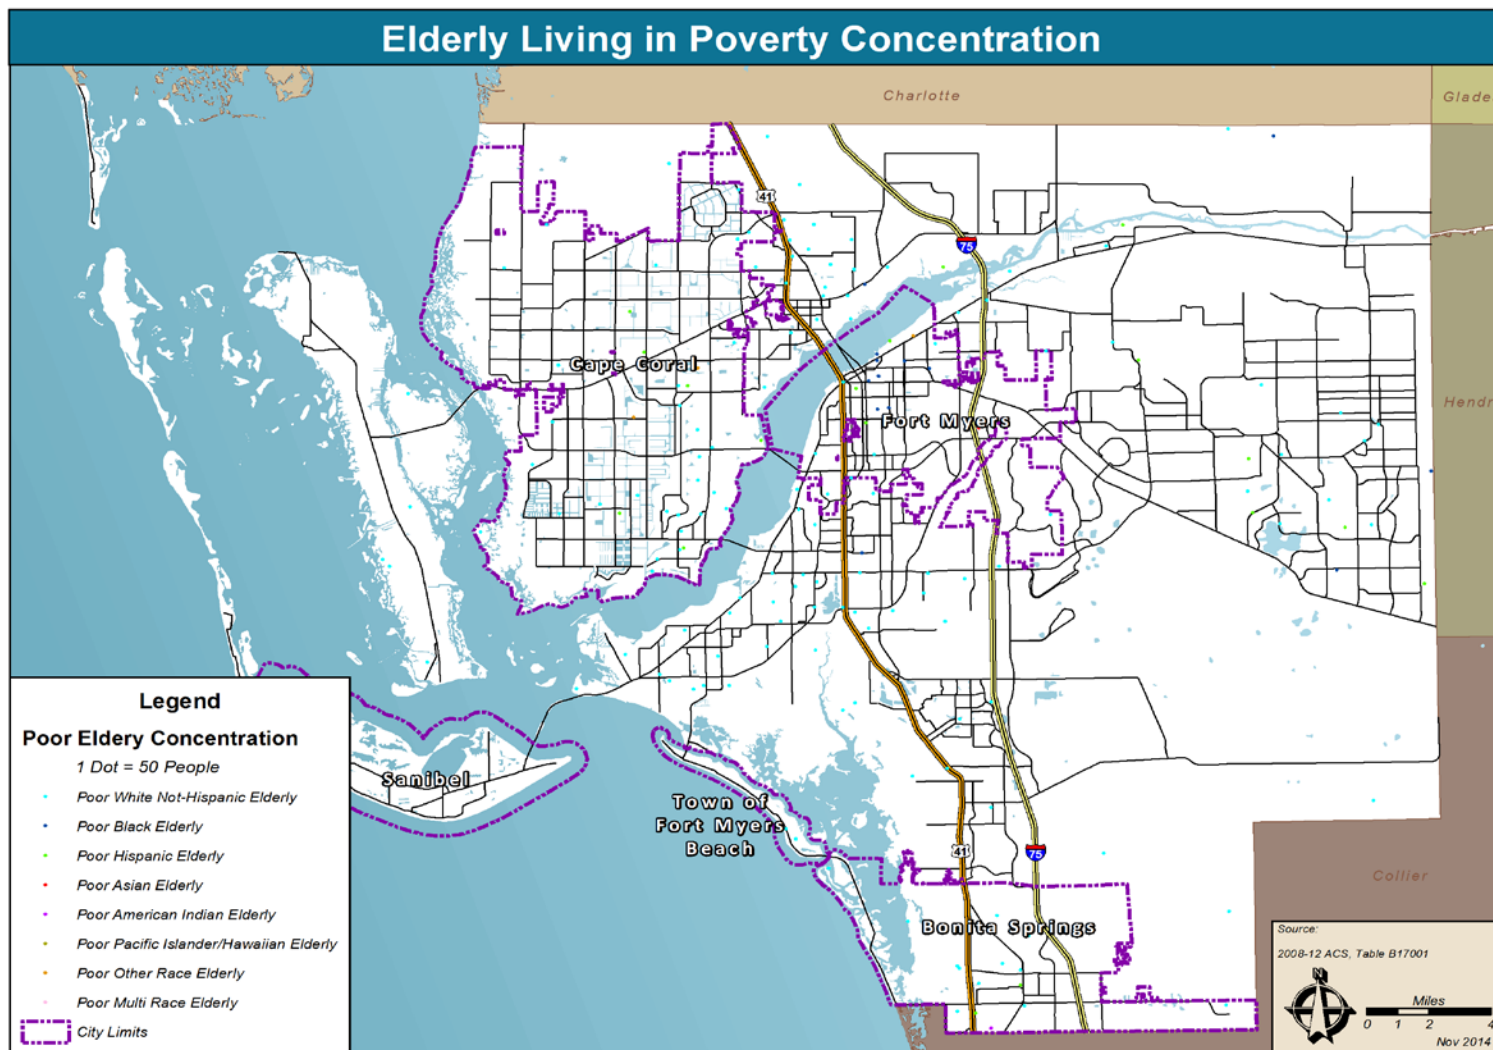 Elderly Living in Poverty Concentration
Charlotte
Glade
41
75
Cape Coral
Fort Myers
Hendr
Legend
Poor Eldery Concentration
1 Dot = 50 People
Poor White Not-Hispanic Elderly
Poor Black Elderly
Poor Hispanic Elderly
Poor Asian Elderly
Poor American Indian Elderly
Poor Pacific Islander/Hawaiian Elderly
Poor Other Race Elderly
Poor Multi Race Elderly
City Limits
Sanibel
Town of
Fort Myers
Beach
41
75
Collier
Bonita Springs
Source:
2008-12 ACS, Table B17001
N
Miles
0 1 2 4
Nov 2014